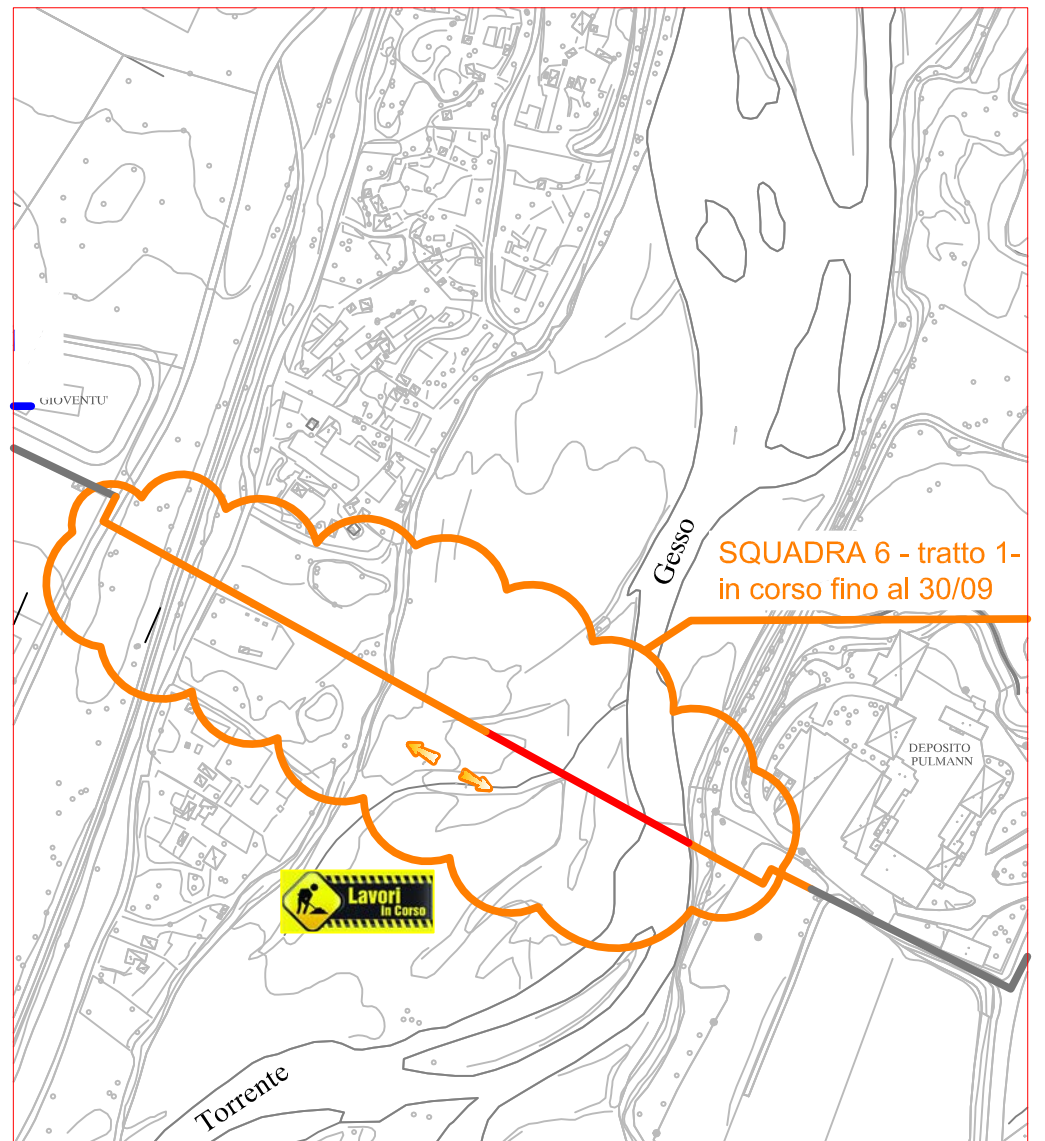 GIOVENTU'
Gesso
SQUADRA 6 - tratto 1-
in corso fino al 30/09
DEPOSITO
PULMANN
Lavori
In Corso
Torrente